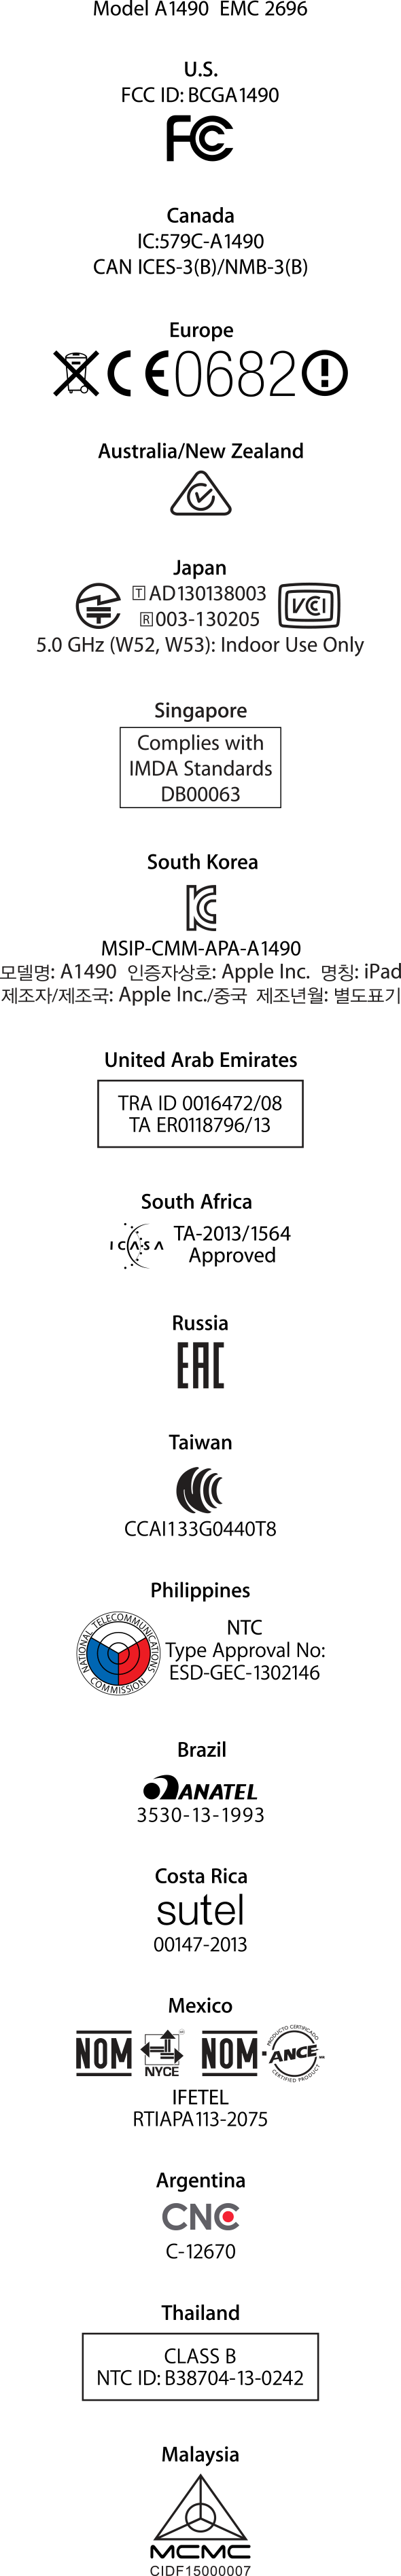 Model A1490 EMC 2696
U.S.
FCC ID: BCGA1490
FC
Canada
IC:579C-A1490
CAN ICES-3(B)/NMB-3(B)
Europe
CE0682
Australia/New Zealand
Japan
T AD130138003
R 003-130205
VCI
5.0 GHz (W52, W53): Indoor Use Only
Singapore
Complies with
IMDA Standards
DB00063
South Korea
MSIP-CMM-APA-A1490
모델명: A1490 인증자상호: Apple Inc. 명칭: iPad
제조자/제조국: Apple Inc./중국 제조년월: 별도표기
United Arab Emirates
TRA ID 0016472/08
TA ER0118796/13
South Africa
ICASA
TA-2013/1564
Approved
Russia
EAC
Taiwan
CCAI133G0440T8
Philippines
NATIONAL TELECOMMUNICATIONS COMMISSION
NTC
Type Approval No:
ESD-GEC-1302146
Brazil
ANATEL
3530-13-1993
Costa Rica
sutel
00147-2013
Mexico
NOM NYCE NOM ANCE
PRODUCTO CERTIFICADO
CERTIFIED PRODUCT
IFETEL
RTIAPA113-2075
Argentina
CNC
C-12670
Thailand
CLASS B
NTC ID: B38704-13-0242
Malaysia
MCMC
CIDF15000007